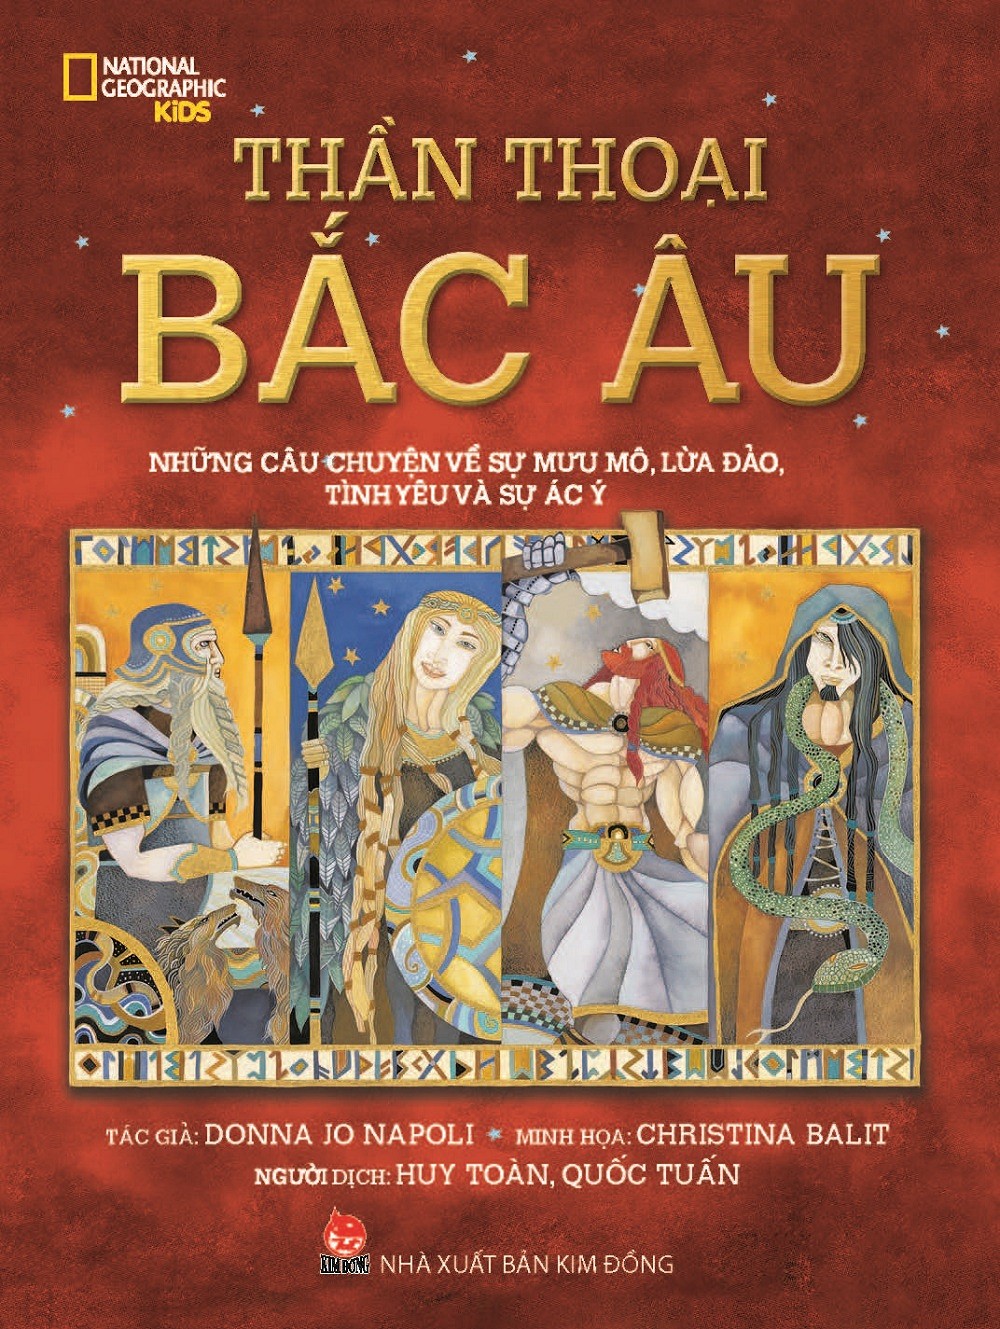 NATIONAL
GEOGRAPHIC
KiDS
THẦN THOẠI
BẮC ÂU
NHỮNG CÂU CHUYỆN VỀ SỰ MƯU MÔ, LỪA ĐẢO,
TÌNH YÊU VÀ SỰ ÁC Ý
TÁC GIẢ: DONNA JO NAPOLI ★ MINH HỌA: CHRISTINA BALIT
NGƯỜI DỊCH: HUY TOÀN, QUỐC TUẤN
KIM ĐỒNG
NHÀ XUẤT BẢN KIM ĐỒNG